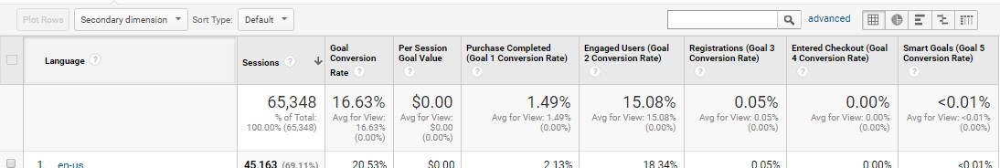 Plot Rows Secondary dimension Sort Type: Default advanced
Language ? Sessions ? Goal Conversion Rate ? Per Session Goal Value ? Purchase Completed (Goal 1 Conversion Rate) ? Engaged Users (Goal 2 Conversion Rate) ? Registrations (Goal 3 Conversion Rate) ? Entered Checkout (Goal 4 Conversion Rate) ? Smart Goals (Goal 5 Conversion Rate) ?
65,348 16.63% $0.00 1.49% 15.08% 0.05% 0.00% <0.01%
% of Total: Avg for View: Avg for View: Avg for View: 1.49% Avg for View: 15.08% Avg for View: 0.05% Avg for View: 0.00% Avg for View: <0.01%
100.00% (65,348) 16.63% $0.00 (0.00%) (0.00%) (0.00%) (0.00%) (0.00%)
(0.00%) (0.00%)
1 en-us 45,163 (69.11%) 20.53% $0.00 2.13% 18.34% 0.05% 0.00% <0.01%